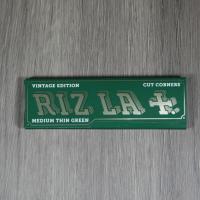 VINTAGE EDITION CUT CORNERS
RIZ LA +.
MEDIUM THIN GREEN